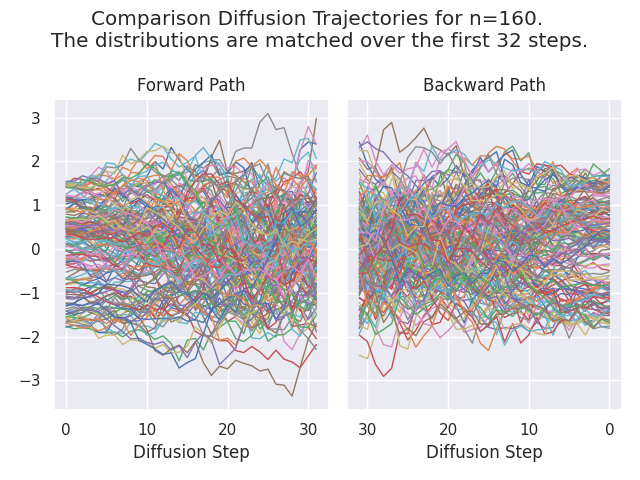 Comparison Diffusion Trajectories for n=160.
The distributions are matched over the first 32 steps.
Forward Path
Backward Path
3
2
1
0
−1
−2
−3
0 10 20 30
30 20 10 0
Diffusion Step
Diffusion Step